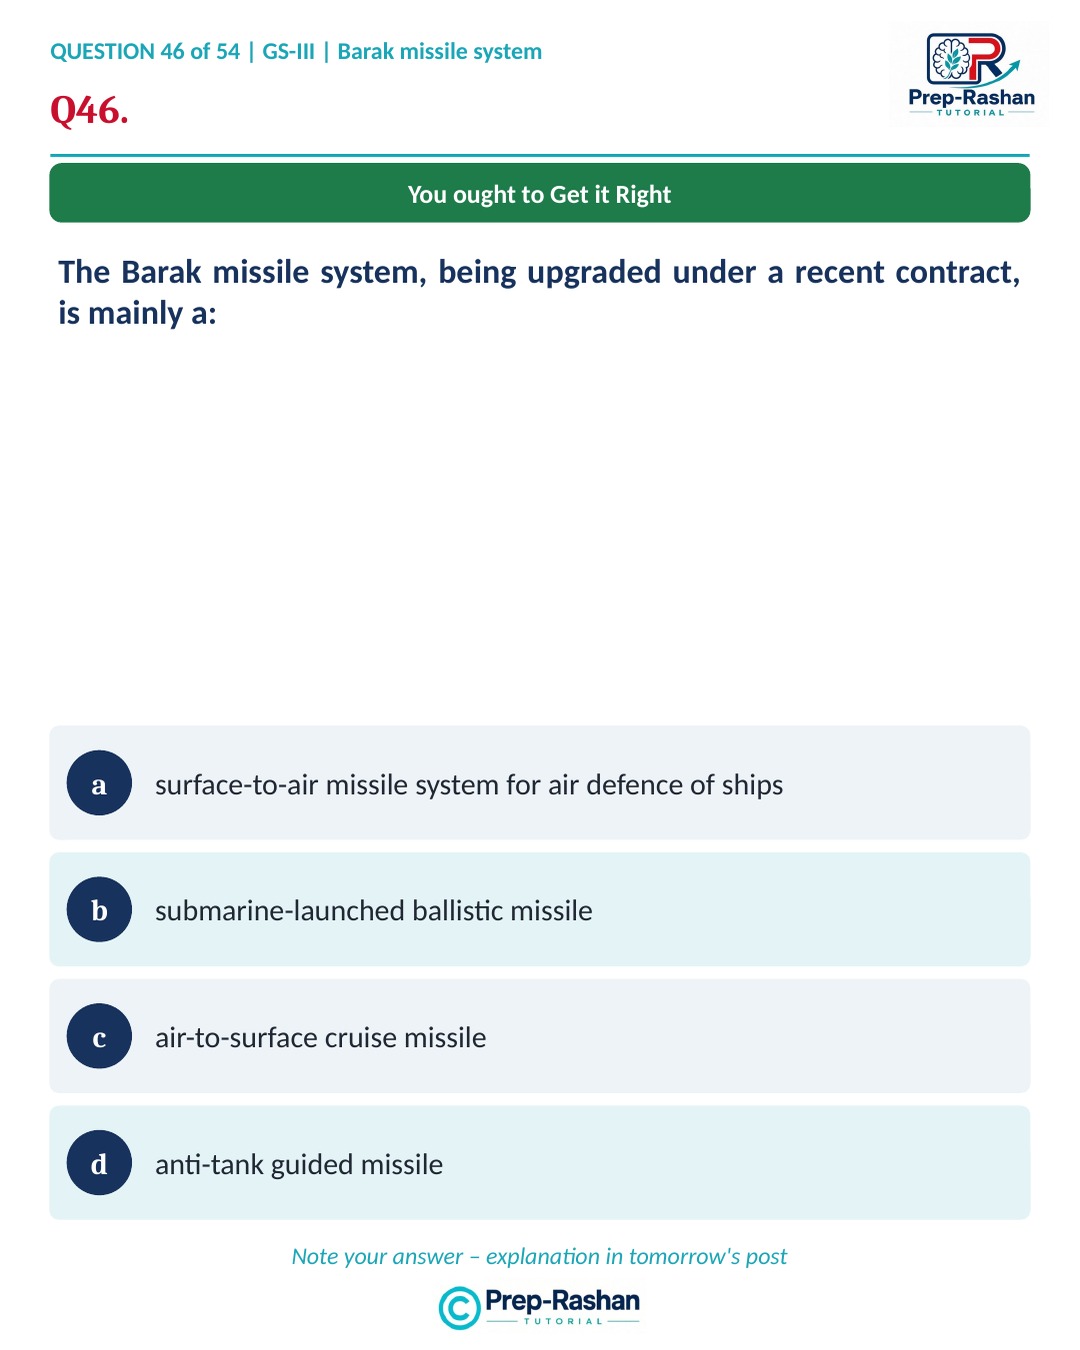 QUESTION 46 of 54 | GS-III | Barak missile system
Q46.
Prep-Rashan
TUTORIAL
You ought to Get it Right
The Barak missile system, being upgraded under a recent contract,
is mainly a:
a surface-to-air missile system for air defence of ships
b submarine-launched ballistic missile
c air-to-surface cruise missile
d anti-tank guided missile
Note your answer – explanation in tomorrow's post
© Prep-Rashan
TUTORIAL